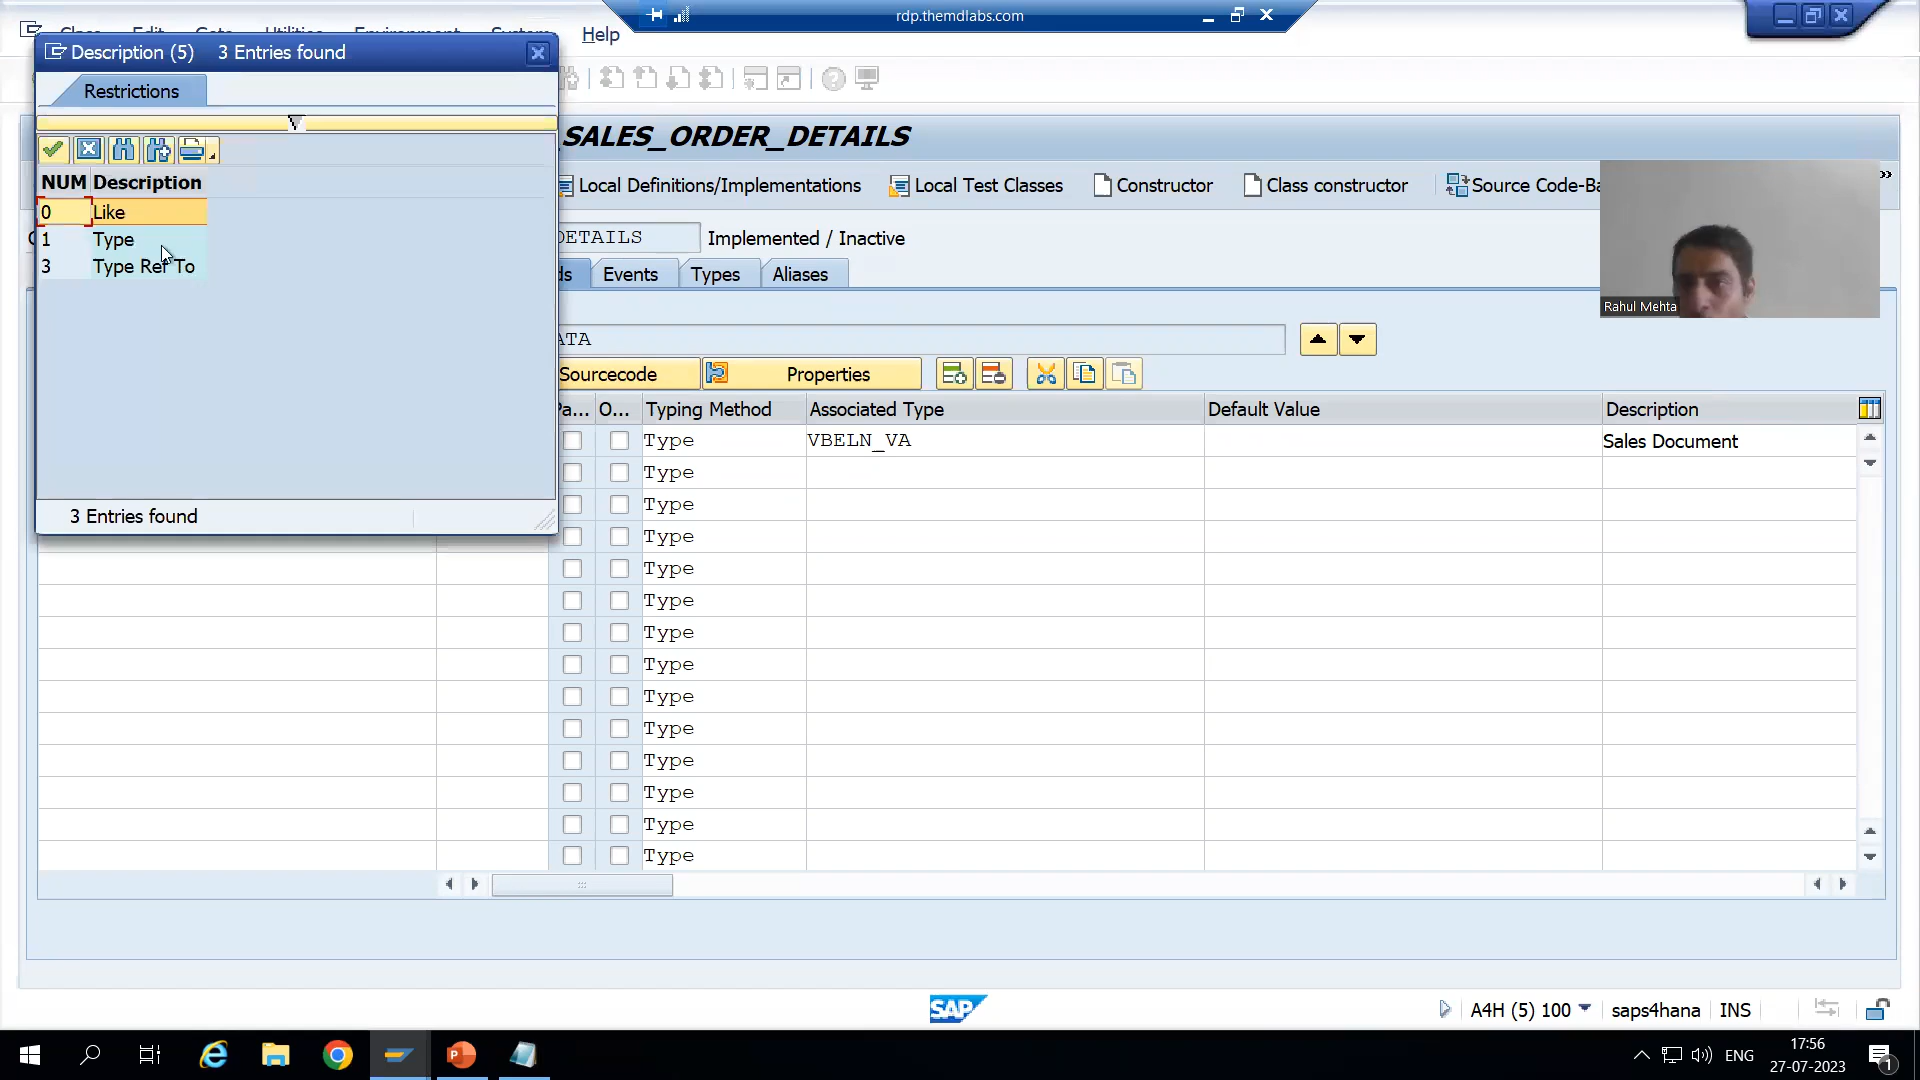 rdp.themdlabs.com
Help
Description (5) 3 Entries found
Restrictions
NUM Description
0 Like
1 Type
3 Type Ref To
3 Entries found
_SALES_ORDER_DETAILS
Local Definitions/Implementations Local Test Classes Constructor Class constructor Source Code-Ba
DETAILS Implemented / Inactive
ds Events Types Aliases
ATA
Sourcecode Properties
Pa... O... Typing Method Associated Type Default Value Description
Type VBELN_VA Sales Document
Type
Type
Type
Type
Type
Type
Type
Type
Type
Type
Type
Type
Type
Rahul Mehta
SAP
A4H (5) 100 saps4hana INS
ENG
17:56
27-07-2023
1